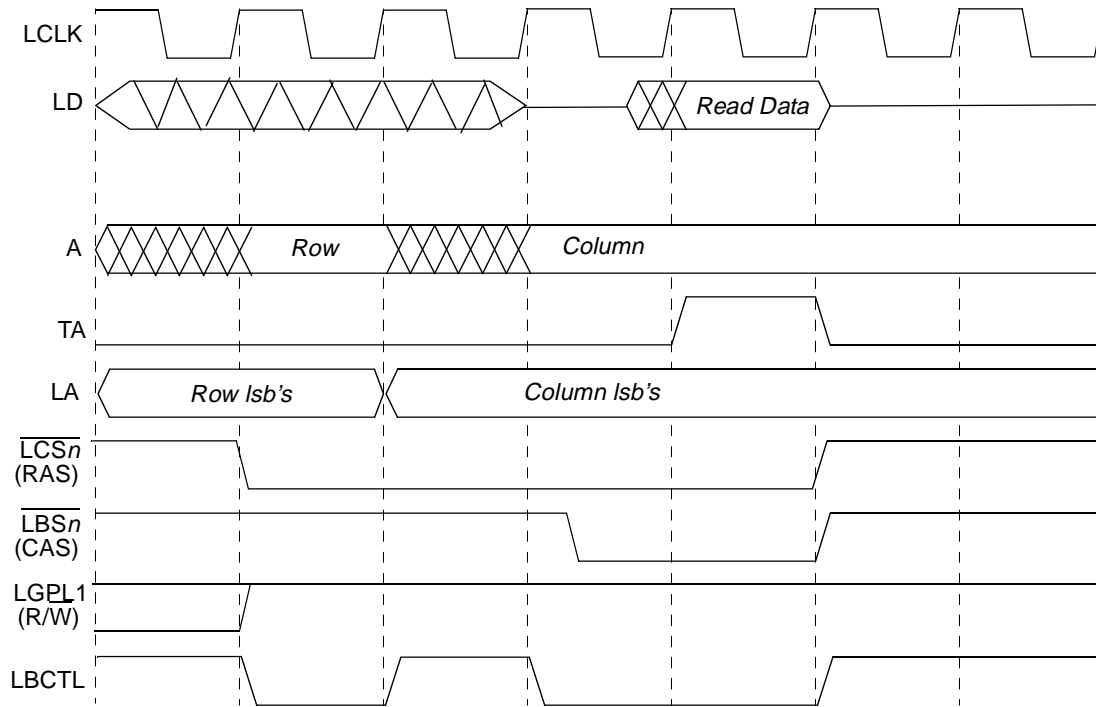 LCLK
LD
Read Data
A
Row
Column
TA
LA
Row lsb's
Column lsb's
LCSn
(RAS)
LBSn
(CAS)
LGPL1
(R/W)
LBCTL